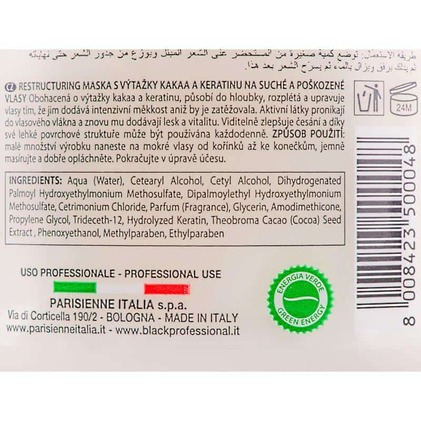 طريقة الاستعمال: توضع كمية صغيرة من المستحضر على الشعر المبتل ويوزع من جذور الشعر حتى نهايته
RESTRUCTURING MASKA S VÝTAŽKY KAKAA A KERATINU NA SUCHÉ A POŠKOZENÉ
VLASY Obohacená o výtažky kakaa a keratinu, působí do hloubky, rozplétá a upravuje
vlasy tím, že jim dodává intenzivní měkkost aniž by je zatěžovala. Aktivní látky pronikají
do vlasového vlákna a znovu mu dodávají lesk a vitalitu. Viditelně zlepšuje česání a díky
své lehké povrchové struktuře může být používána každodenně. ZPŮSOB POUŽITÍ:
malé množství výrobku naneste na mokré vlasy od kořínků až ke konečkům, jemně
masírujte a dobře opláchněte. Pokračujte v úpravě účesu.
24M
INGREDIENTS: Aqua (Water), Cetearyl Alcohol, Cetyl Alcohol, Dihydrogenated
Palmoyl Hydroxyethylmonium Methosulfate, Dipalmoylethyl Hydroxyethylmonium
Methosulfate, Cetrimonium Chloride, Parfum (Fragrance), Glycerin, Amodimethicone,
Propylene Glycol, Trideceth-12, Hydrolyzed Keratin, Theobroma Cacao (Cocoa) Seed
Extract, Phenoxyethanol, Methylparaben, Ethylparaben
USO PROFESSIONALE - PROFESSIONAL USE
PARISIENNE ITALIA s.p.a.
Via di Corticella 190/2 - BOLOGNA - MADE IN ITALY
www.parisienneitalia.it - www.blackprofessional.it
ENERGIA VERDE
GREEN ENERGY
8 008423 500048